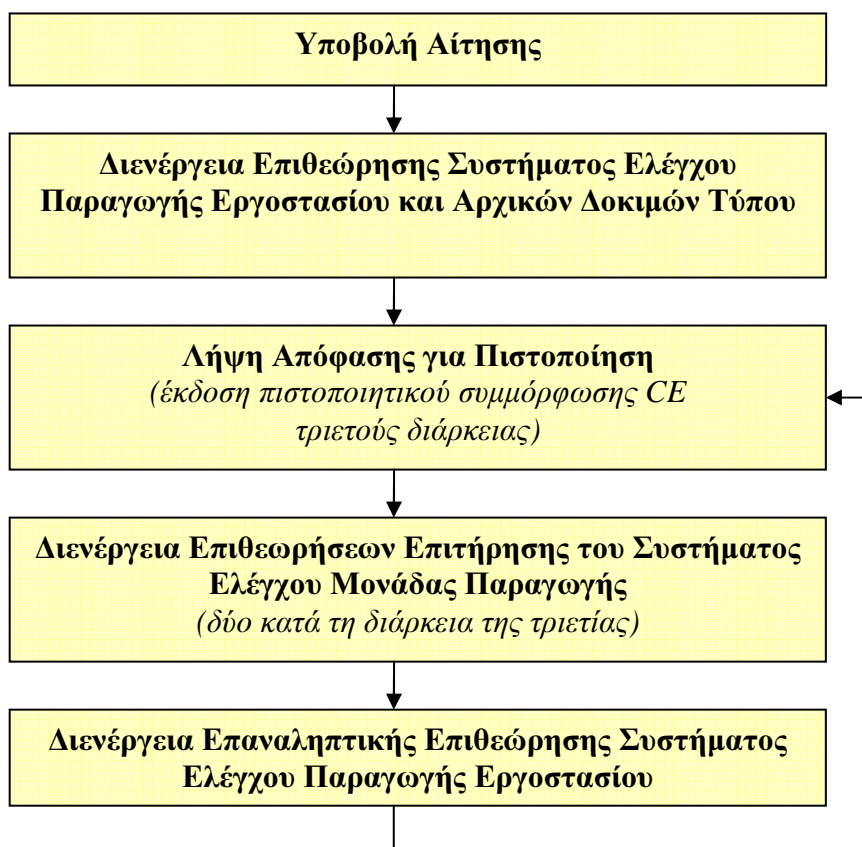 Υποβολή Αίτησης
Διενέργεια Επιθεώρησης Συστήματος Ελέγχου
Παραγωγής Εργοστασίου και Αρχικών Δοκιμών Τύπου
Λήψη Απόφασης για Πιστοποίηση
(έκδοση πιστοποιητικού συμμόρφωσης CE
τριετούς διάρκειας)
Διενέργεια Επιθεωρήσεων Επιτήρησης του Συστήματος
Ελέγχου Μονάδας Παραγωγής
(δύο κατά τη διάρκεια της τριετίας)
Διενέργεια Επαναληπτικής Επιθεώρησης Συστήματος
Ελέγχου Παραγωγής Εργοστασίου